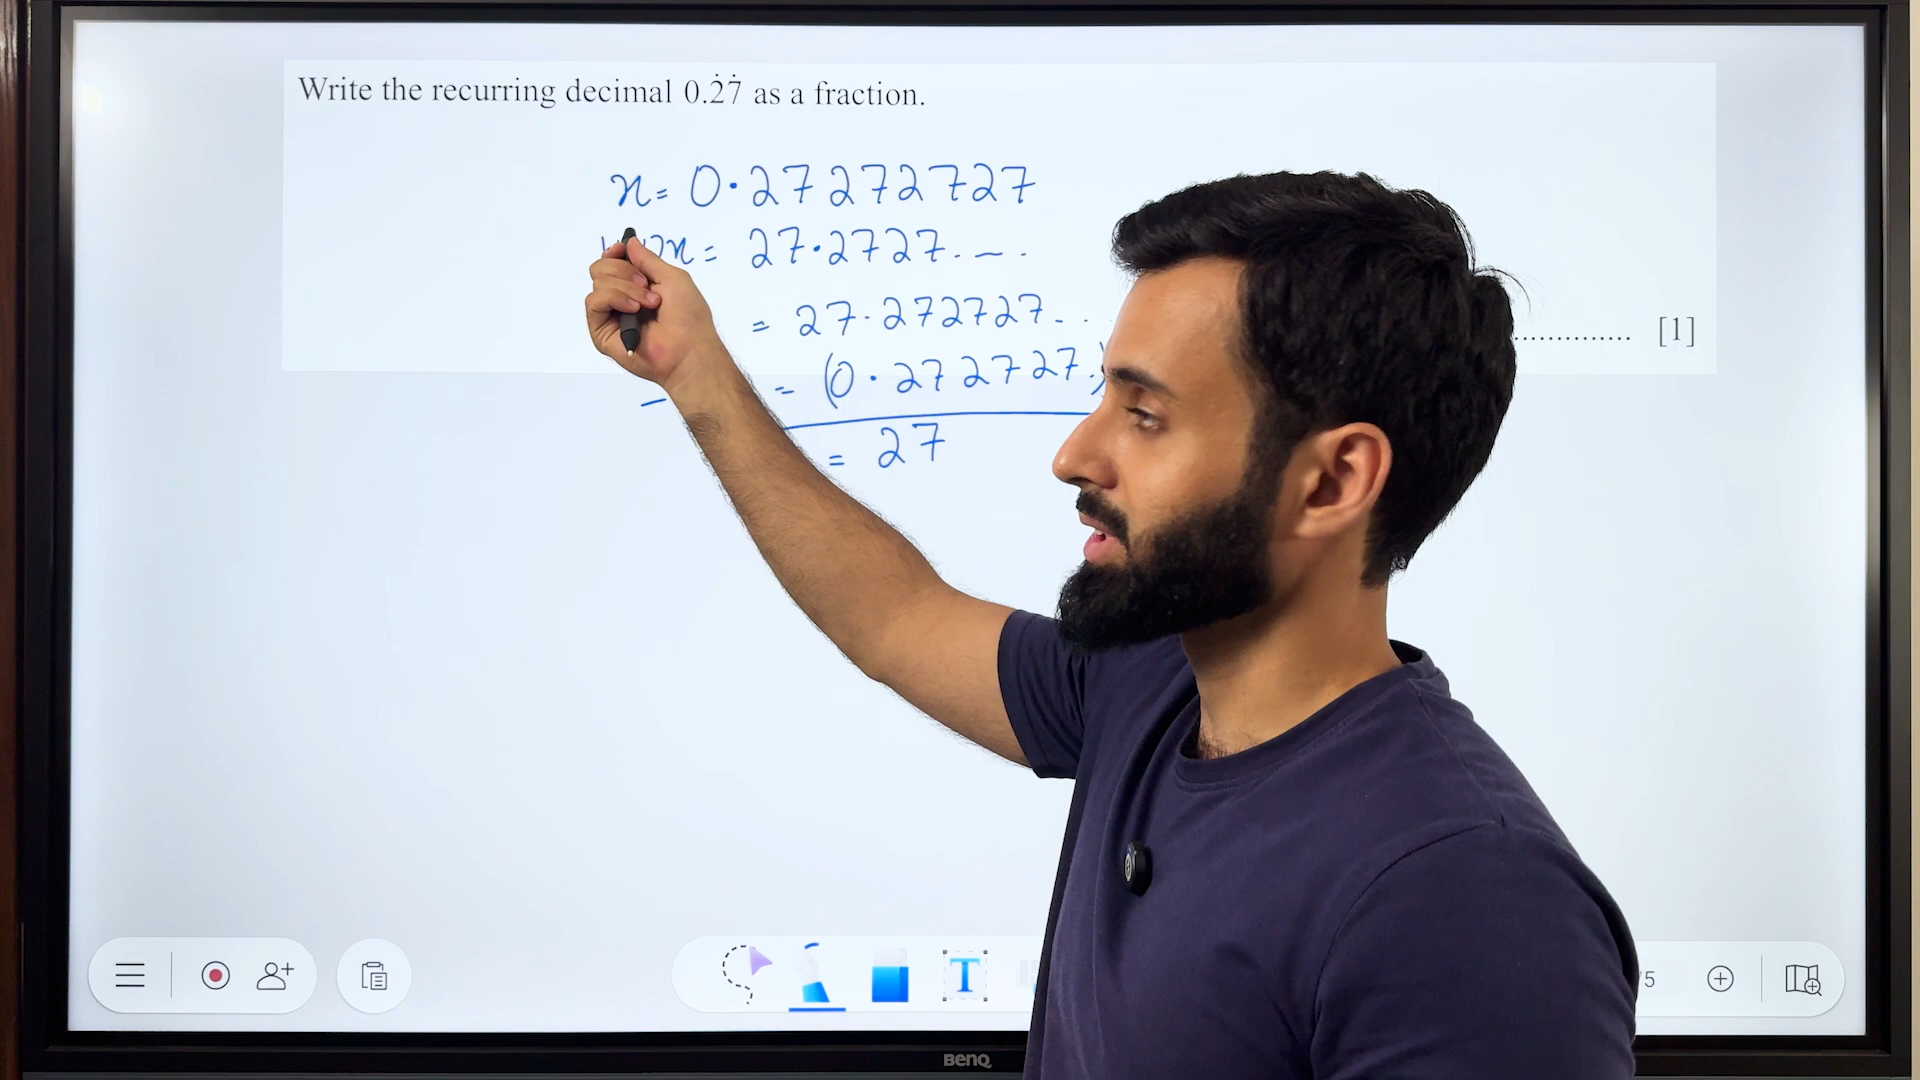 Write the recurring decimal 0.2̇7̇ as a fraction.
x = 0.27272727
x = 27.2727....
= 27.272727...
[1]
- = (0.272727.)
= 27
T
/5
BenQ